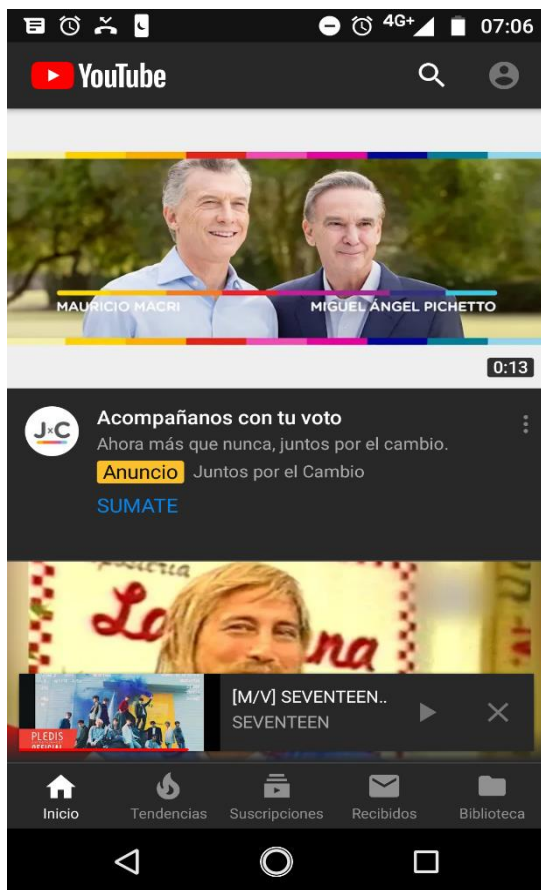 4G+ 07:06
YouTube
MAURICIO MACRI
MIGUEL ÁNGEL PICHETTO
0:13
J×C
Acompañanos con tu voto
Ahora más que nunca, juntos por el cambio.
Anuncio Juntos por el Cambio
SUMATE
[M/V] SEVENTEEN..
SEVENTEEN
PLEDIS
Inicio
Tendencias
Suscripciones
Recibidos
Biblioteca